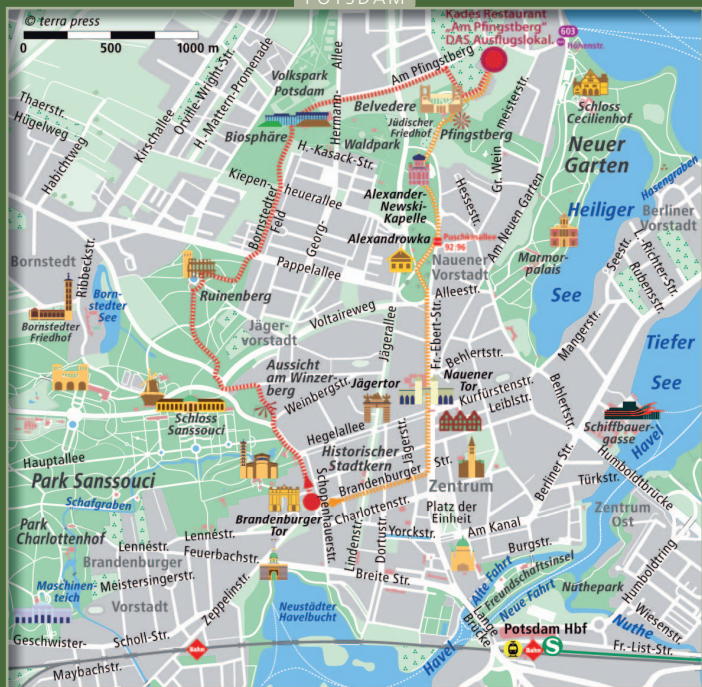 POTSDAM
© terra press
0
500
1000 m
Kades Restaurant
„Am Pfingstberg"
DAS Ausflugslokal.
603
Höhenstr.
Am Pfingstberg
Allee
Hermann-
Volkspark
Potsdam
Orville-Wright-Str.
H.-Mattern-Promenade
Kirschallee
Thaerstr.
Hügelweg
Habichtweg
Biosphäre
Belvedere
Jüdischer
Friedhof
Pfingstberg
Waldpark
H.-Kasack-Str.
Gr. Wein
meisterstr.
Schloss
Cecilienhof
Neuer
Garten
Hasengraben
Heiliger
See
Berliner
Vorstadt
Kiepen-
heuerallee
Bornstedter
Feld
Georg-
Alexander-
Newski-
Kapelle
Hessestr.
Am Neuen Garten
Alexandrowka
Puschkinallee
92 96
Nauener
Vorstadt
Marmor-
palais
Seestr.
L.-Richter-Str.
Rubensstr.
Pappelallee
Bornstedt
Ribbeckstr.
Born-
stedter
See
Bornstedter
Friedhof
Ruinenberg
Voltaireweg
Jäger-
vorstadt
Jägerallee
Alleestr.
Fr.-Ebert-Str.
Behlertstr.
Mangerstr.
Tiefer
See
Aussicht
am Winzer-
berg
Weinbergstr.
Jägertor
Nauener
Tor
Kurfürstenstr.
Leiblstr.
Behlertstr.
Schloss
Sanssouci
Hegelallee
Jägerstr.
Schiffbauer-
gasse
Havel
Hauptallee
Park Sanssouci
Schafgraben
Historischer
Stadtkern
Brandenburger
Str.
Zentrum
Berliner Str.
Humboldtbrücke
Türkstr.
Zentrum
Ost
Park
Charlottenhof
Brandenburger
Tor
Schopenhauerstr.
Charlottenstr.
Lindenstr.
Dortustr.
Yorckstr.
Platz der
Einheit
Am Kanal
Burgstr.
Lennéstr.
Lennéstr.
Feuerbachstr.
Brandenburger
Vorstadt
Meistersingerstr.
Maschinen-
teich
Zeppelinstr.
Breite Str.
Neustädter
Havelbucht
Alte Fahrt
Freundschaftsinsel
Neue Fahrt
Nuthepark
Humboldtring
Wiesenstr.
Nuthe
Lange
Brücke
Havel
Potsdam Hbf
Bahn
S
Fr.-List-Str.
Geschwister-
Scholl-Str.
Bahn
Maybachstr.